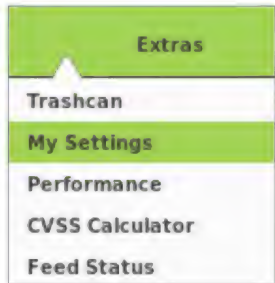 Extras
Trashcan
My Settings
Performance
CVSS Calculator
Feed Status